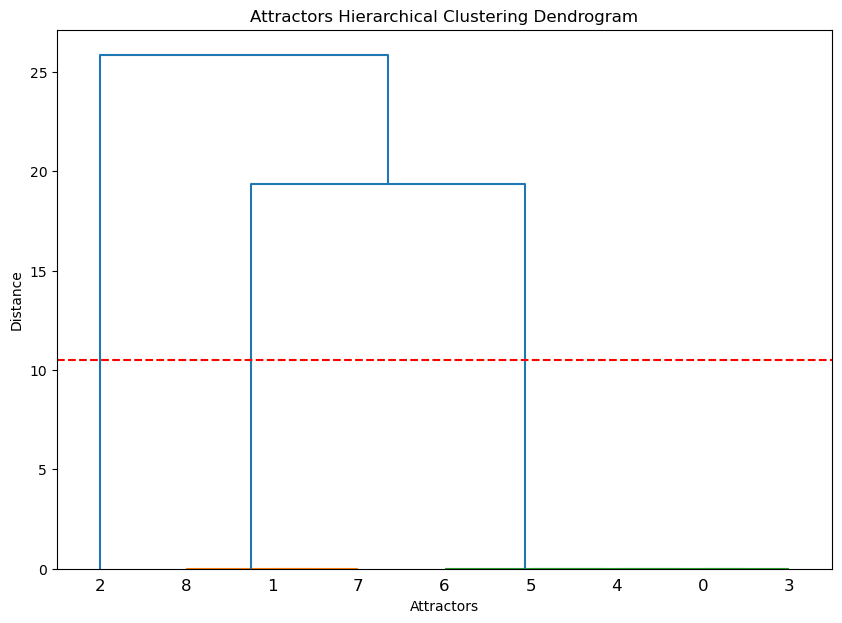 Attractors Hierarchical Clustering Dendrogram
25
20
15
10
5
0
Distance
2 8 1 7 6 5 4 0 3
Attractors